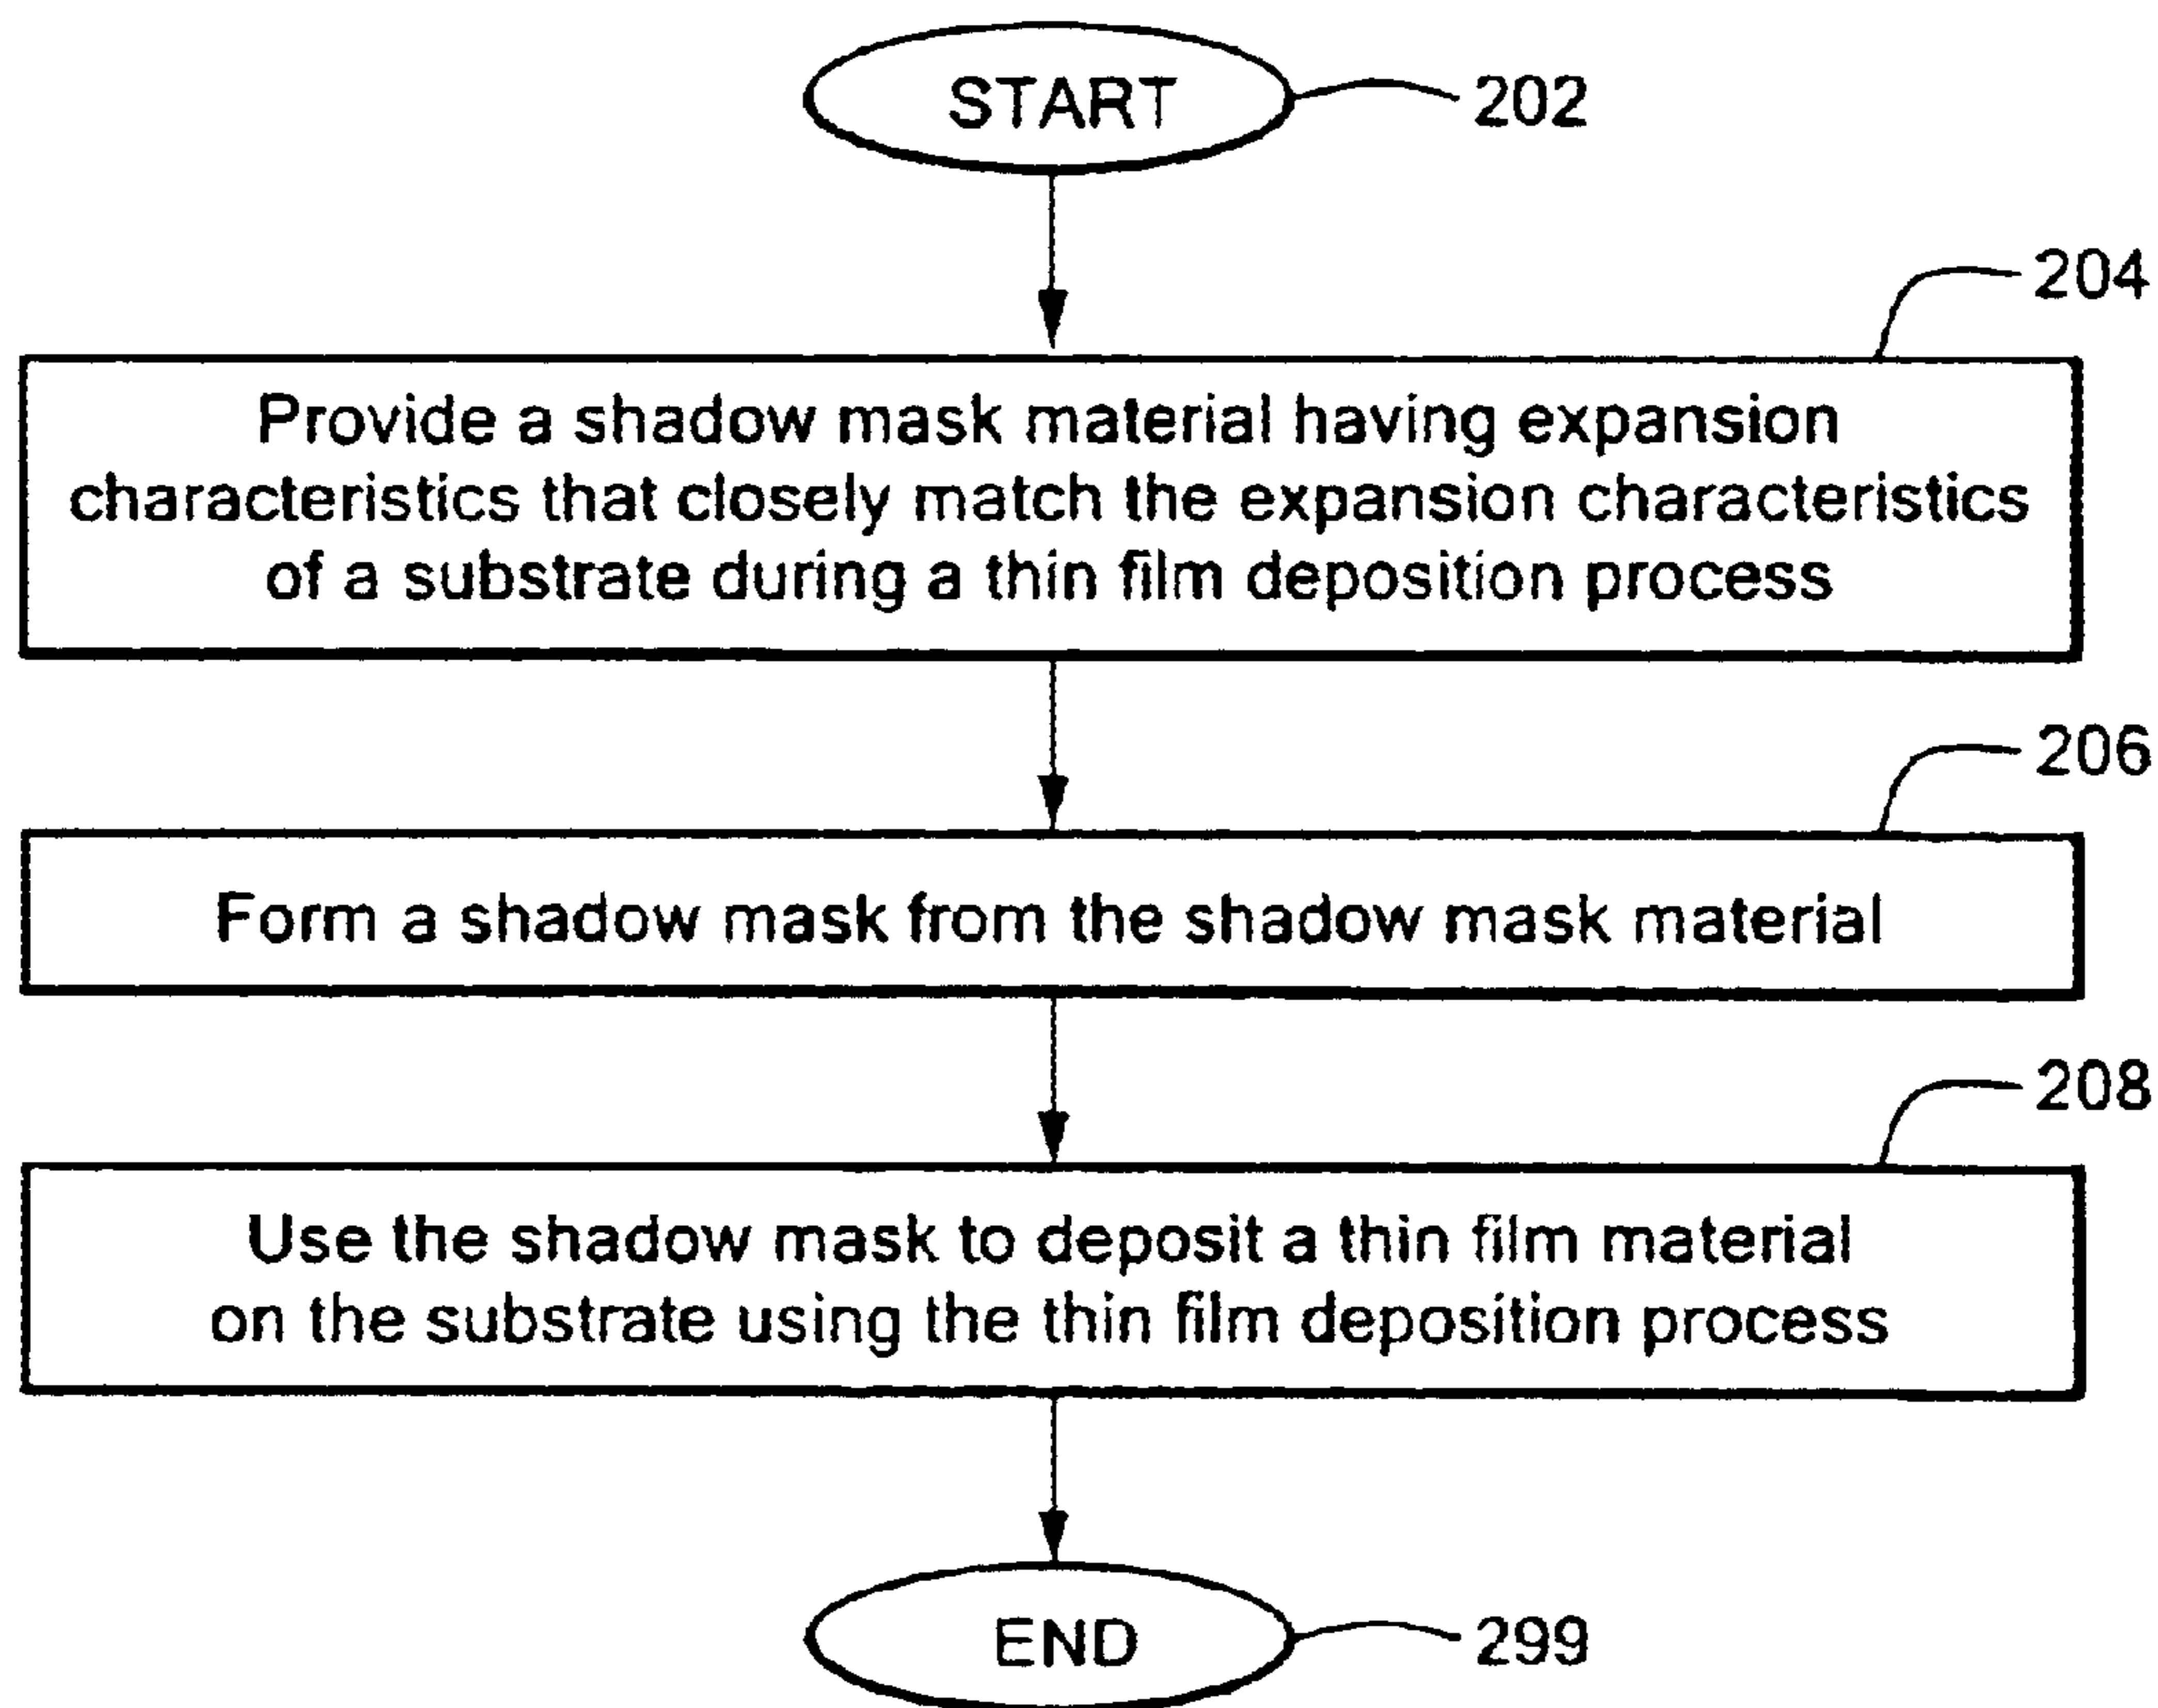 START
202
204
Provide a shadow mask material having expansion
characteristics that closely match the expansion characteristics
of a substrate during a thin film deposition process
206
Form a shadow mask from the shadow mask material
208
Use the shadow mask to deposit a thin film material
on the substrate using the thin film deposition process
END
299